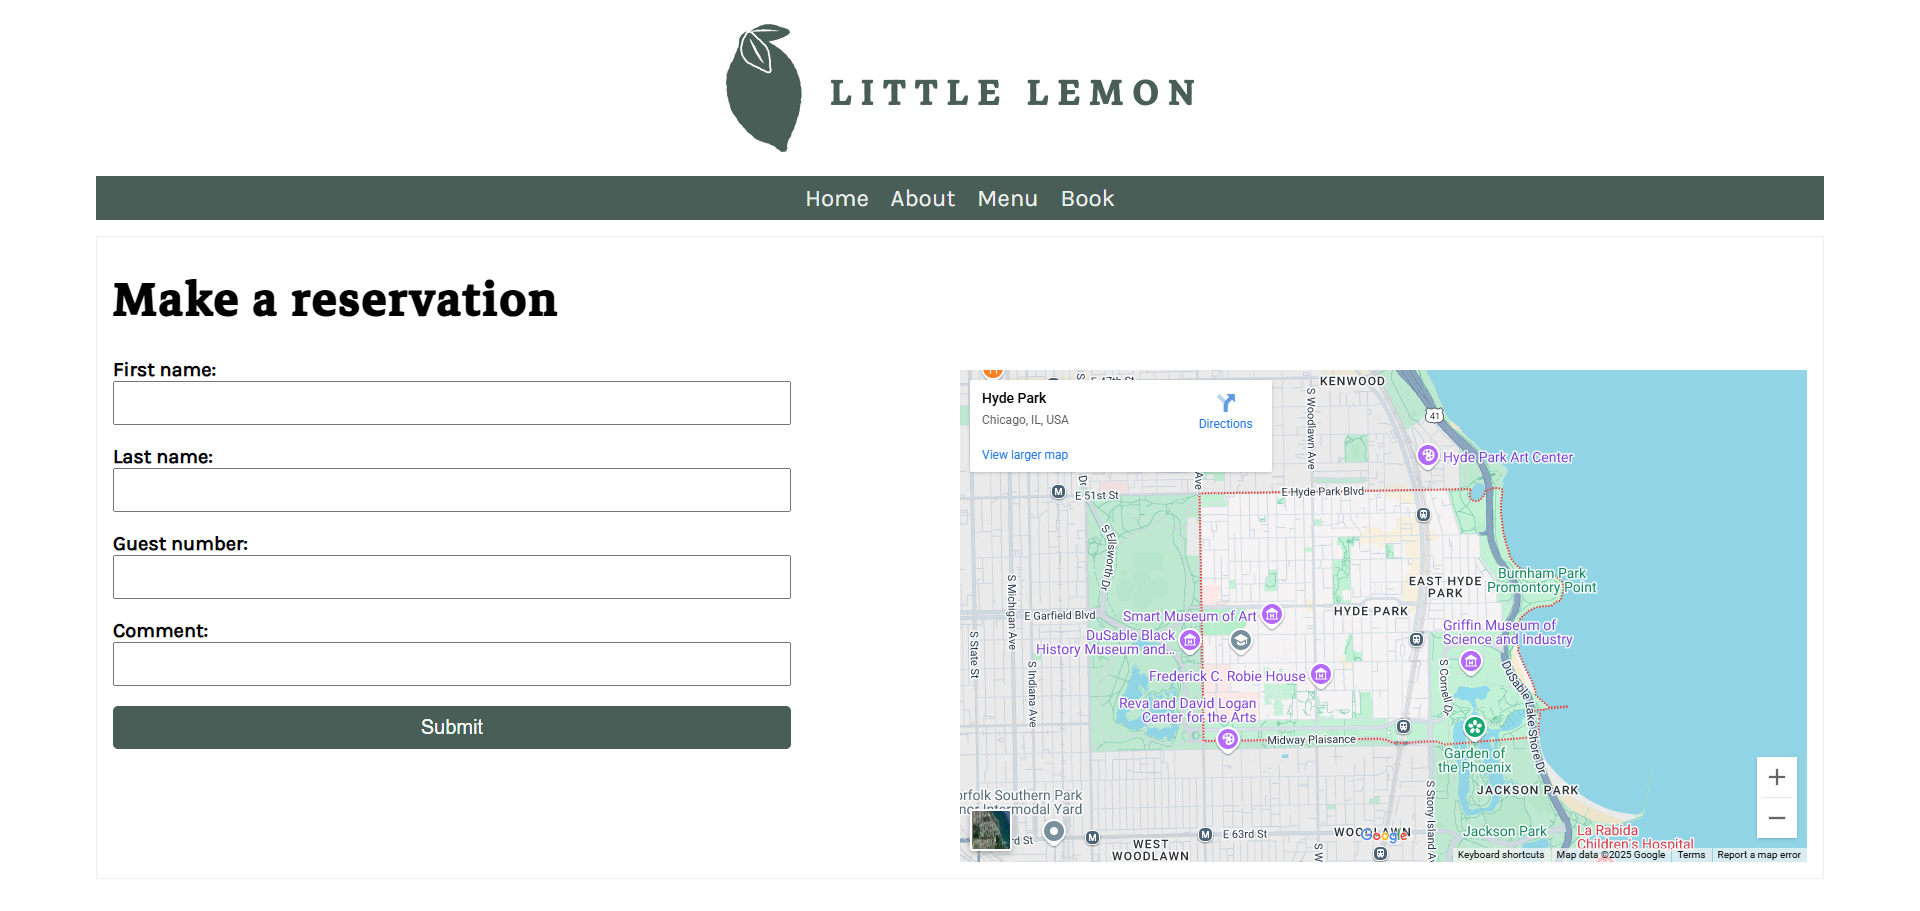 LITTLE LEMON
Home About Menu Book
Make a reservation
First name:
Last name:
Guest number:
Comment:
Submit
Hyde Park
Chicago, IL, USA
Directions
View larger map
KENWOOD
41
S Woodlawn Ave
Hyde Park Art Center
M
E 51st St
E Hyde Park Blvd
S Ellsworth Dr
S Michigan Ave
E Garfield Blvd
S State St
S Indiana Ave
EAST HYDE
PARK
Burnham Park
Promontory Point
HYDE PARK
Smart Museum of Art
DuSable Black
History Museum and...
Griffin Museum of
Science and Industry
Frederick C. Robie House
S Cornell Dr
DuSable Lake Shore Dr
Reva and David Logan
Center for the Arts
Midway Plaisance
Garden of
the Phoenix
JACKSON PARK
S Stony Island
Southern Park
Intermodal Yard
M
M
E 63rd St
WEST
WOODLAWN
WOODLAWN
Google
Jackson Park
La Rabida
Children's Hospital
Keyboard shortcuts
Map data ©2025 Google
Terms
Report a map error